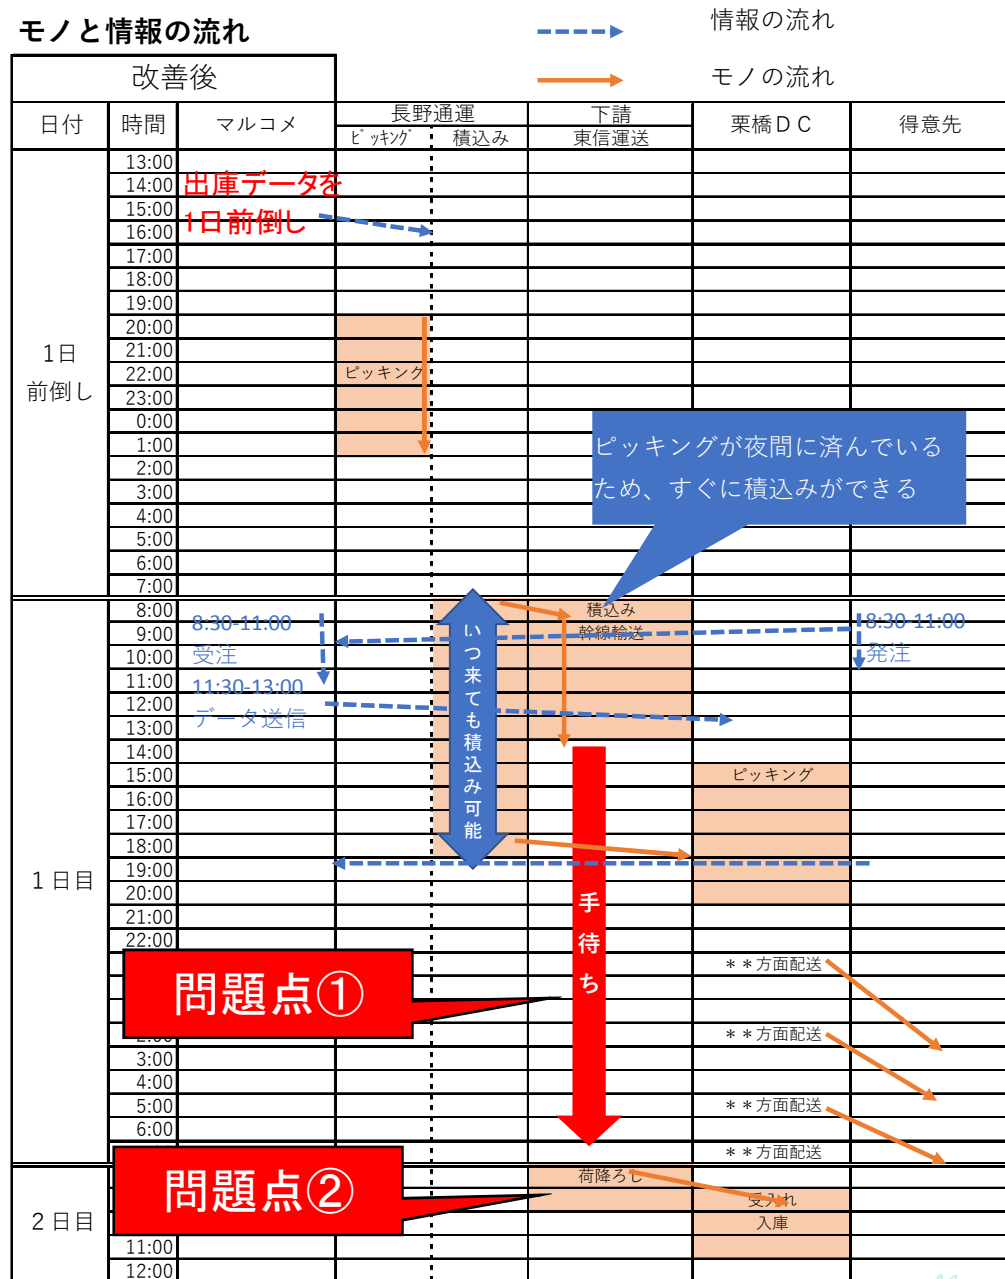 モノと情報の流れ
情報の流れ
モノの流れ
改善後
日付
時間
マルコメ
長野通運
ﾋﾟｯｷﾝｸﾞ
積込み
下請
東信運送
栗橋ＤＣ
得意先
13:00
14:00
15:00
16:00
17:00
18:00
19:00
20:00
21:00
22:00
23:00
0:00
1:00
2:00
3:00
4:00
5:00
6:00
7:00
出庫データを
1日前倒し
1日
前倒し
ピッキング
ピッキングが夜間に済んでいる
ため、すぐに積込みができる
8:00
9:00
10:00
11:00
12:00
13:00
14:00
15:00
16:00
17:00
18:00
19:00
20:00
21:00
22:00
2:00
3:00
4:00
5:00
6:00
1日目
8:30-11:00
受注
11:30-13:00
データ送信
いつ来ても積込み可能
積込み
幹線輸送
8:30-11:00
発注
ピッキング
手待ち
問題点①
＊＊方面配送
＊＊方面配送
＊＊方面配送
＊＊方面配送
問題点②
荷降ろし
受入れ
入庫
2日目
11:00
12:00